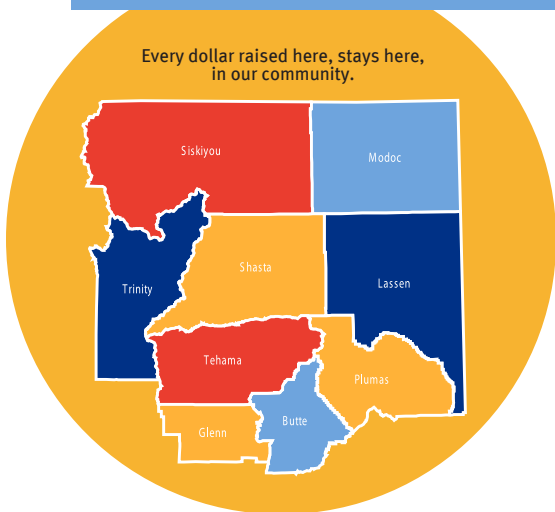 Every dollar raised here, stays here,
in our community.
Siskiyou
Modoc
Shasta
Trinity
Lassen
Tehama
Plumas
Butte
Glenn